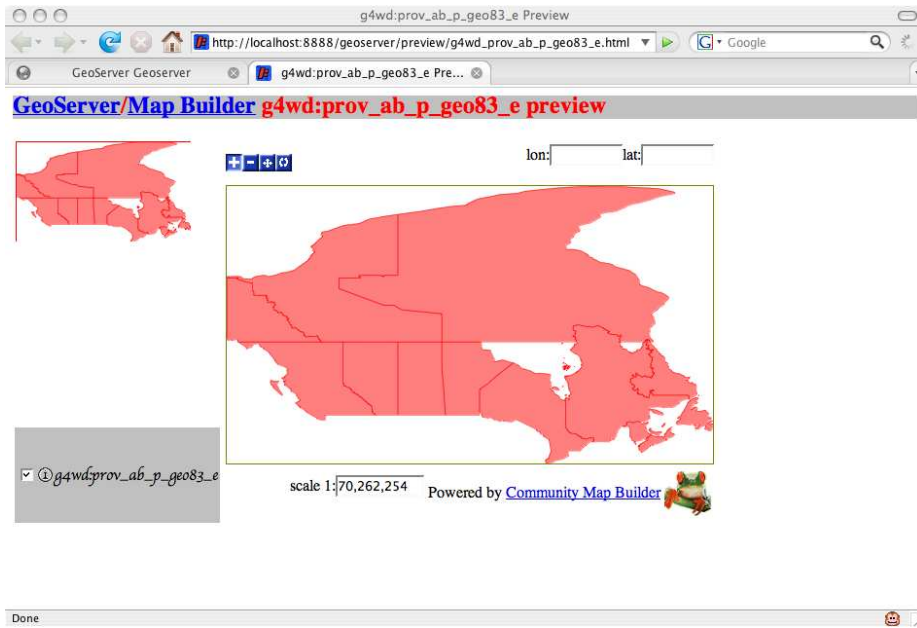 g4wd:prov_ab_p_geo83_e Preview
http://localhost:8888/geoserver/preview/g4wd_prov_ab_p_geo83_e.html
G Google
GeoServer Geoserver
g4wd:prov_ab_p_geo83_e Pre...
GeoServer/Map Builder g4wd:prov_ab_p_geo83_e preview
lon: lat:
g4wd:prov_ab_p_geo83_e
scale 1: 70,262,254
Powered by Community Map Builder
Done